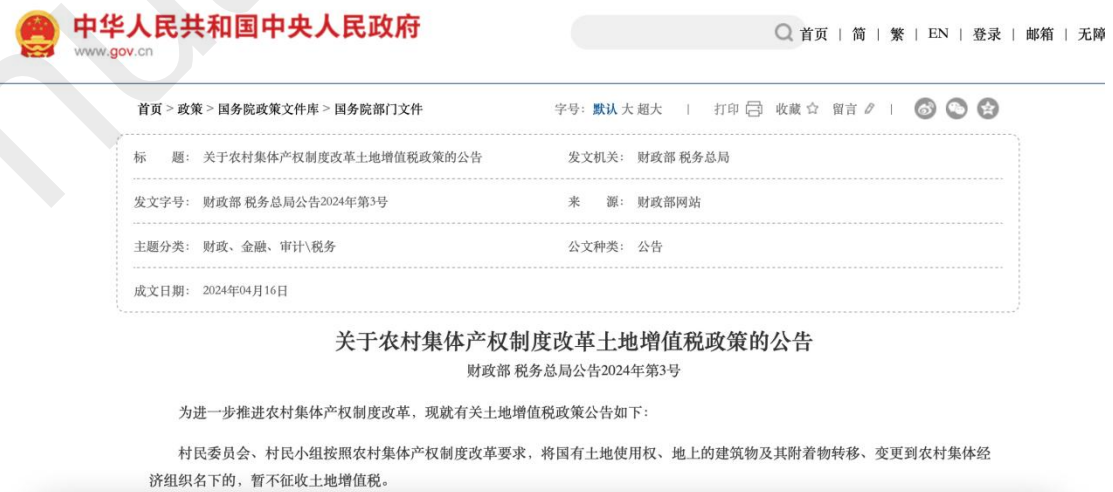 中华人民共和国中央人民政府
www.gov.cn
首页 | 简 | 繁 | EN | 登录 | 邮箱 | 无障
首页 > 政策 > 国务院政策文件库 > 国务院部门文件
字号：默认 大 超大 | 打印 收藏 留言 |
标 题：关于农村集体产权制度改革土地增值税政策的公告
发文机关：财政部 税务总局
发文字号：财政部 税务总局公告2024年第3号
来 源：财政部网站
主题分类：财政、金融、审计\税务
公文种类：公告
成文日期：2024年04月16日
关于农村集体产权制度改革土地增值税政策的公告
财政部 税务总局公告2024年第3号
为进一步推进农村集体产权制度改革，现就有关土地增值税政策公告如下：
村民委员会、村民小组按照农村集体产权制度改革要求，将国有土地使用权、地上的建筑物及其附着物转移、变更到农村集体经
济组织名下的，暂不征收土地增值税。